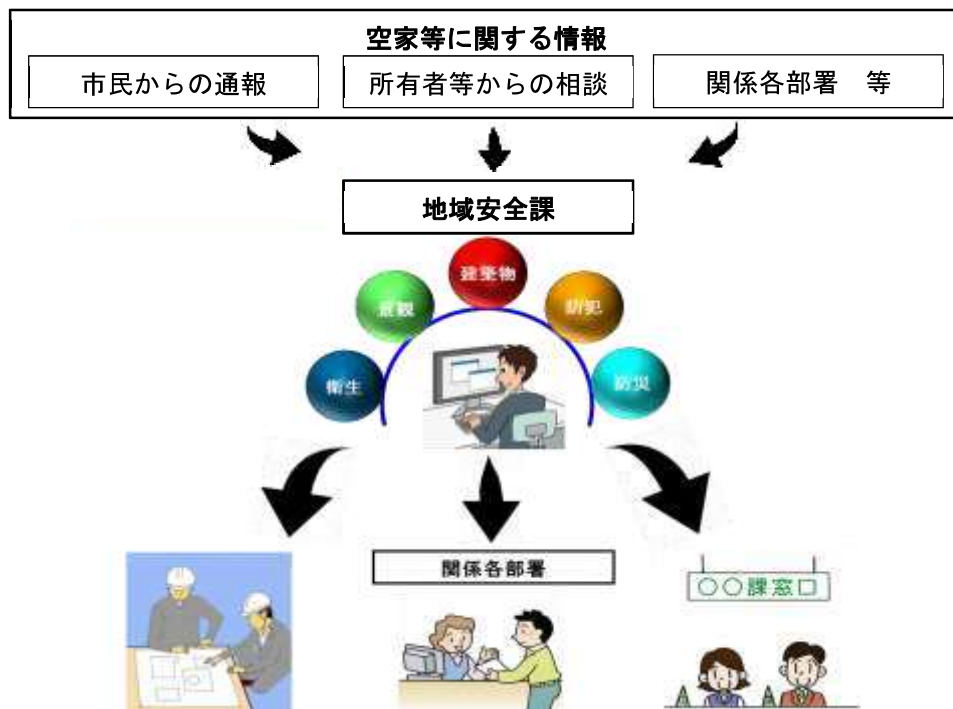 空家等に関する情報
市民からの通報
所有者等からの相談
関係各部署　等
地域安全課
建築物
景観
防犯
衛生
防災
関係各部署
〇〇課窓口